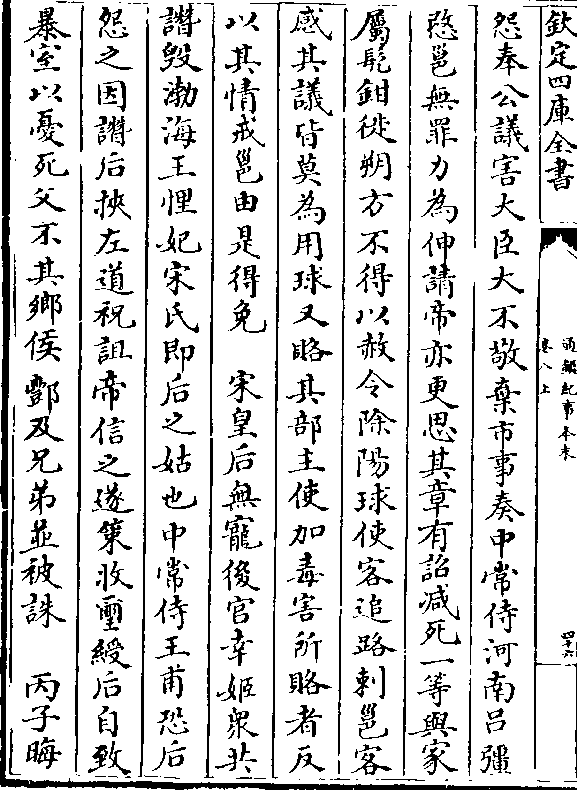 欽定四庫全書
通鑑紀事本末
卷八上
四十六
怨奉公議害大臣大不敬棄市事奏中常侍河南吕彊
愍邕無罪力為伸請帝亦更思其章有詔減死一等與家
屬髡鉗徙朔方不得以赦令除陽球使客追路刺邕客
感其議皆莫為用球又賂其部主使加毒害所賂者反
以其情戒邕由是得免　宋皇后無寵後宫幸姬衆共
譖毁渤海王悝妃宋氏即后之姑也中常侍王甫恐后
怨之因譖后挾左道祝詛帝信之遂策收璽綬后自致
暴室以憂死父不其鄉侯酆及兄弟並被誅　丙子晦